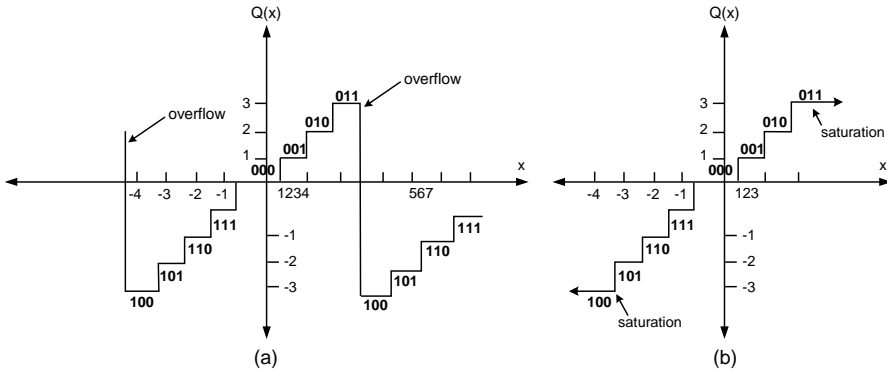 Q(x)
overflow
overflow
3
2
1
011
010
001
000
x
-4 -3 -2 -1
1234
567
111
110
101
100
-1
-2
-3
111
110
101
100
(a)
Q(x)
3
2
1
011
010
001
000
saturation
x
-4 -3 -2 -1
123
111
110
101
100
-1
-2
-3
saturation
(b)